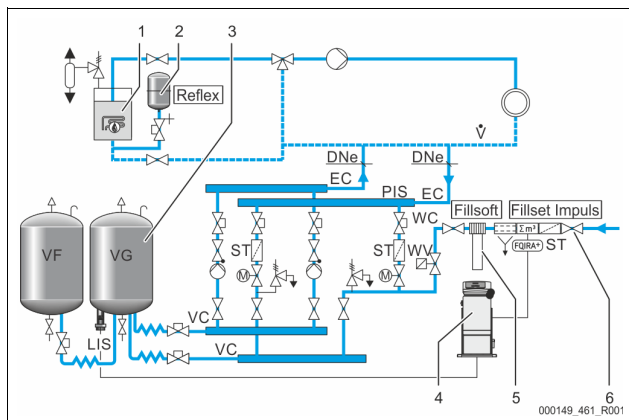 1
2
3
Reflex
V̇
DNe
DNe
EC
PIS
EC
Fillsoft
Fillset Impuls
WC
Σ m³
FQIRA+
ST
ST
ST
WV
VF
VG
M
M
VC
LIS
VC
4
5
6
000149_461_R001